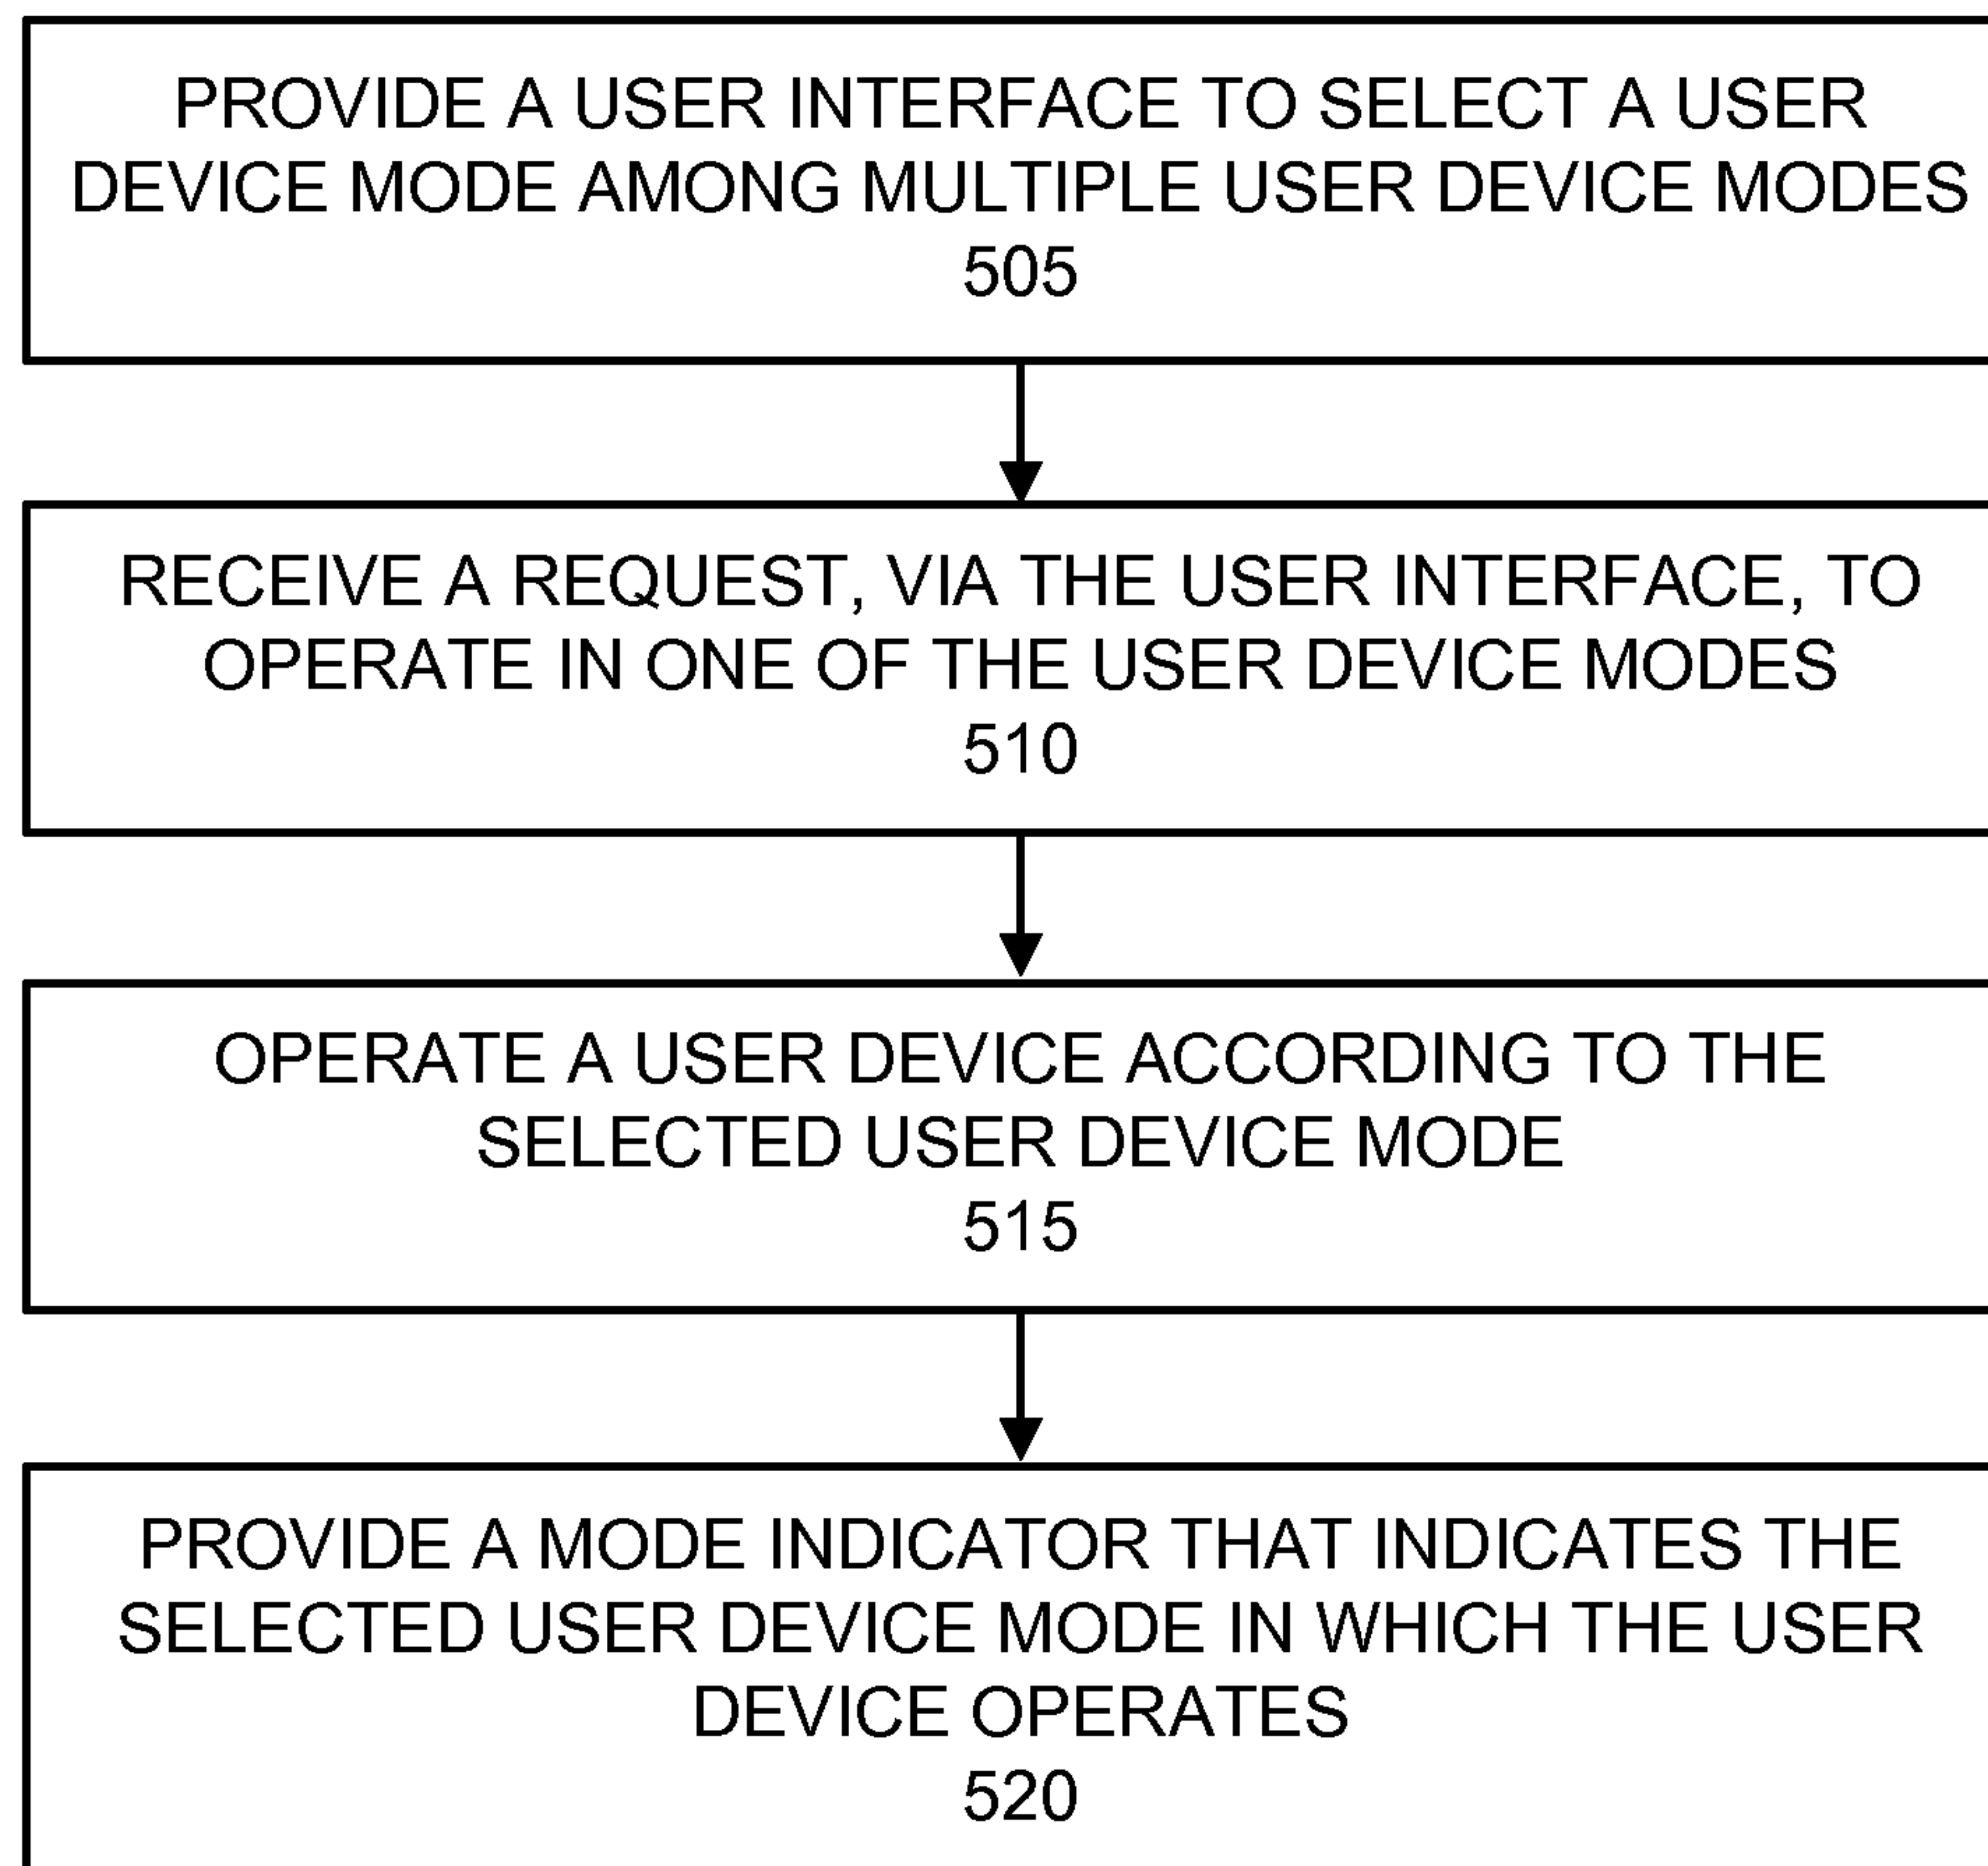 PROVIDE A USER INTERFACE TO SELECT A USER
DEVICE MODE AMONG MULTIPLE USER DEVICE MODES
505
RECEIVE A REQUEST, VIA THE USER INTERFACE, TO
OPERATE IN ONE OF THE USER DEVICE MODES
510
OPERATE A USER DEVICE ACCORDING TO THE
SELECTED USER DEVICE MODE
515
PROVIDE A MODE INDICATOR THAT INDICATES THE
SELECTED USER DEVICE MODE IN WHICH THE USER
DEVICE OPERATES
520